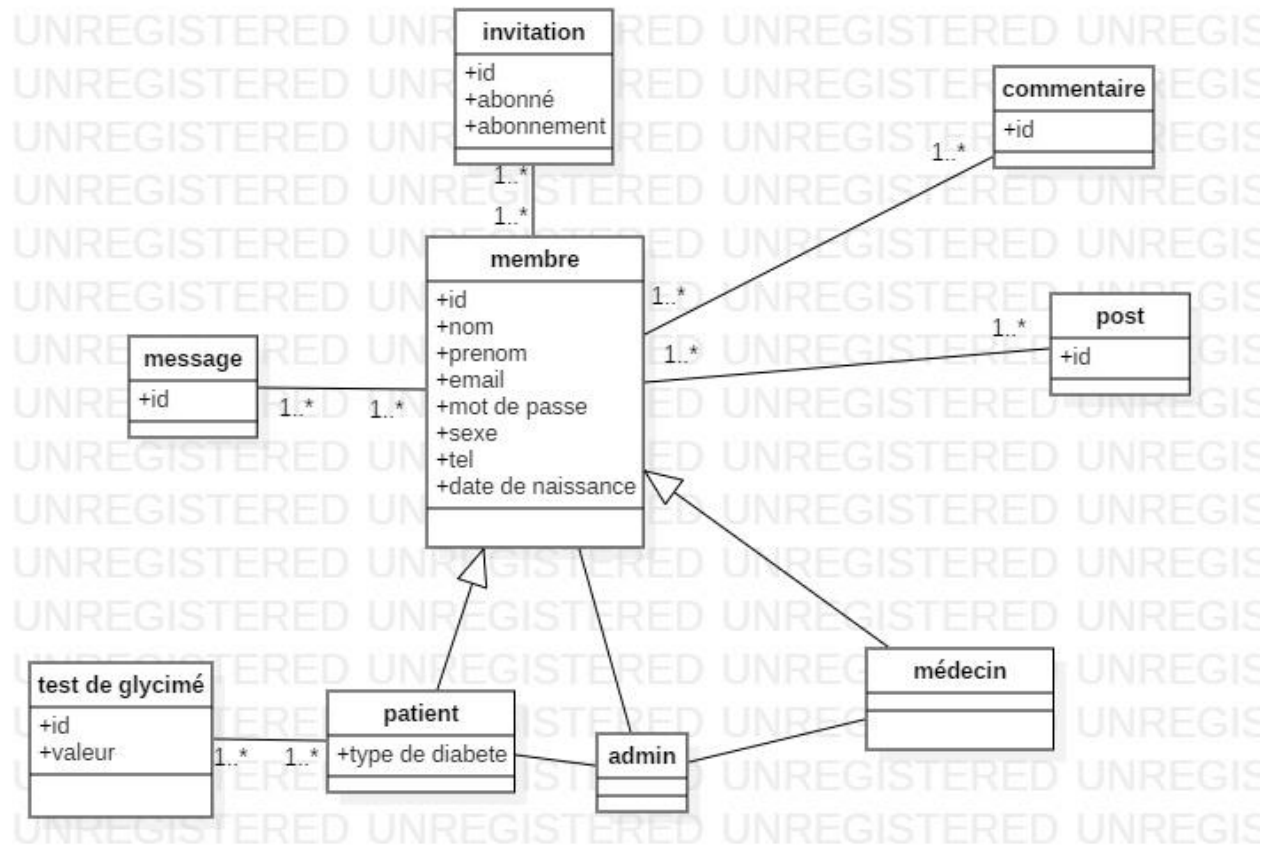 invitation
+id
+abonné
+abonnement
1..*
1..*
commentaire
+id
1..*
1..*
membre
+id
+nom
+prenom
+email
+mot de passe
+sexe
+tel
+date de naissance
post
+id
1..*
1..*
message
+id
1..*
1..*
test de glycimé
+id
+valeur
1..*
1..*
patient
+type de diabete
admin
médecin
UNREGISTERED